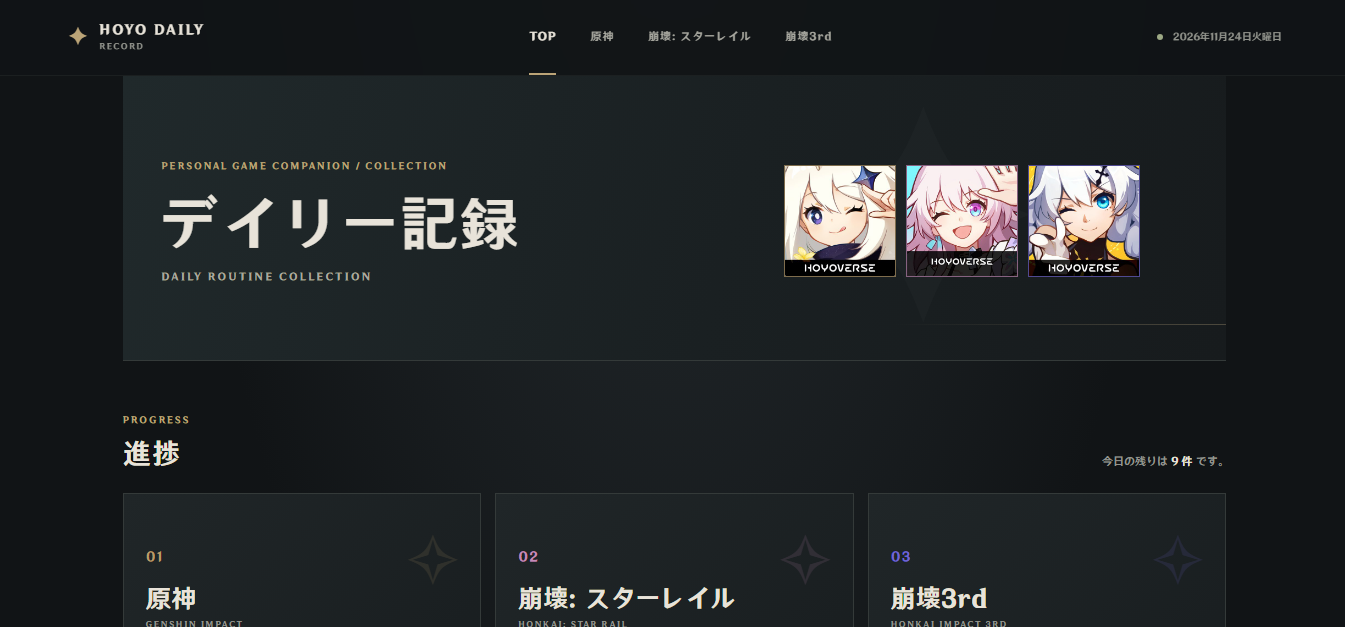 HOYO DAILY
RECORD
TOP
原神
崩壊: スターレイル
崩壊3rd
2026年11月24日火曜日
PERSONAL GAME COMPANION / COLLECTION
デイリー記録
DAILY ROUTINE COLLECTION
HOYOVERSE
HOYOVERSE
HOYOVERSE
PROGRESS
進捗
今日の残りは 9 件 です。
01
02
03
原神
崩壊: スターレイル
崩壊3rd
GENSHIN IMPACT
HONKAI: STAR RAIL
HONKAI IMPACT 3RD